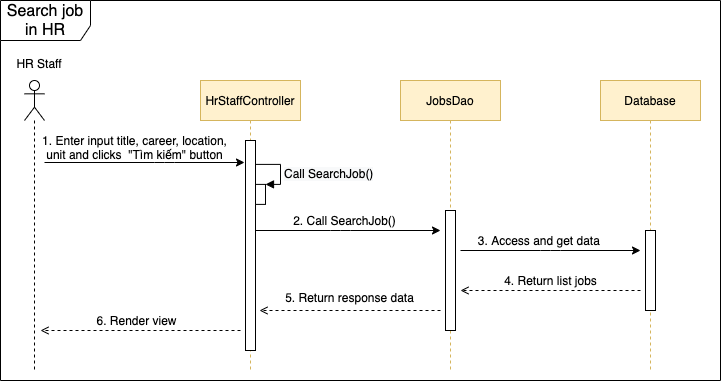 Search job
in HR
HR Staff
HrStaffController
JobsDao
Database
1. Enter input title, career, location,
unit and clicks "Tìm kiếm" button
Call SearchJob()
2. Call SearchJob()
3. Access and get data
4. Return list jobs
5. Return response data
6. Render view